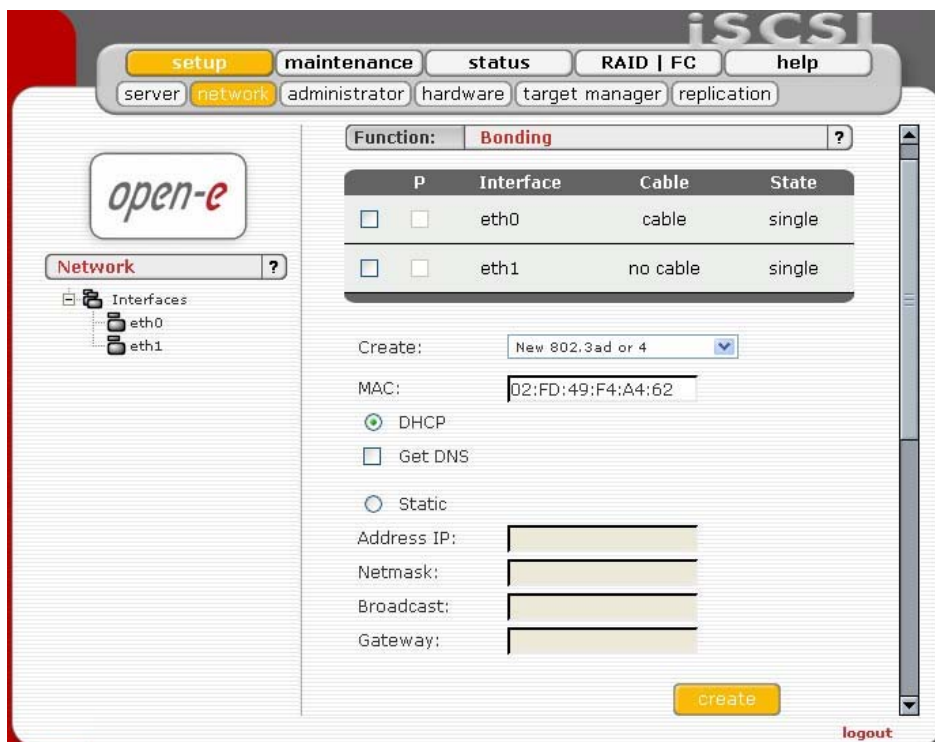 iSCSI
setup maintenance status RAID | FC help
server network administrator hardware target manager replication
open-e
Network ?
Interfaces
eth0
eth1
Function: Bonding ?
P Interface Cable State
eth0 cable single
eth1 no cable single
Create: New 802.3ad or 4
MAC: 02:FD:49:F4:A4:62
DHCP
Get DNS
Static
Address IP:
Netmask:
Broadcast:
Gateway:
create
logout